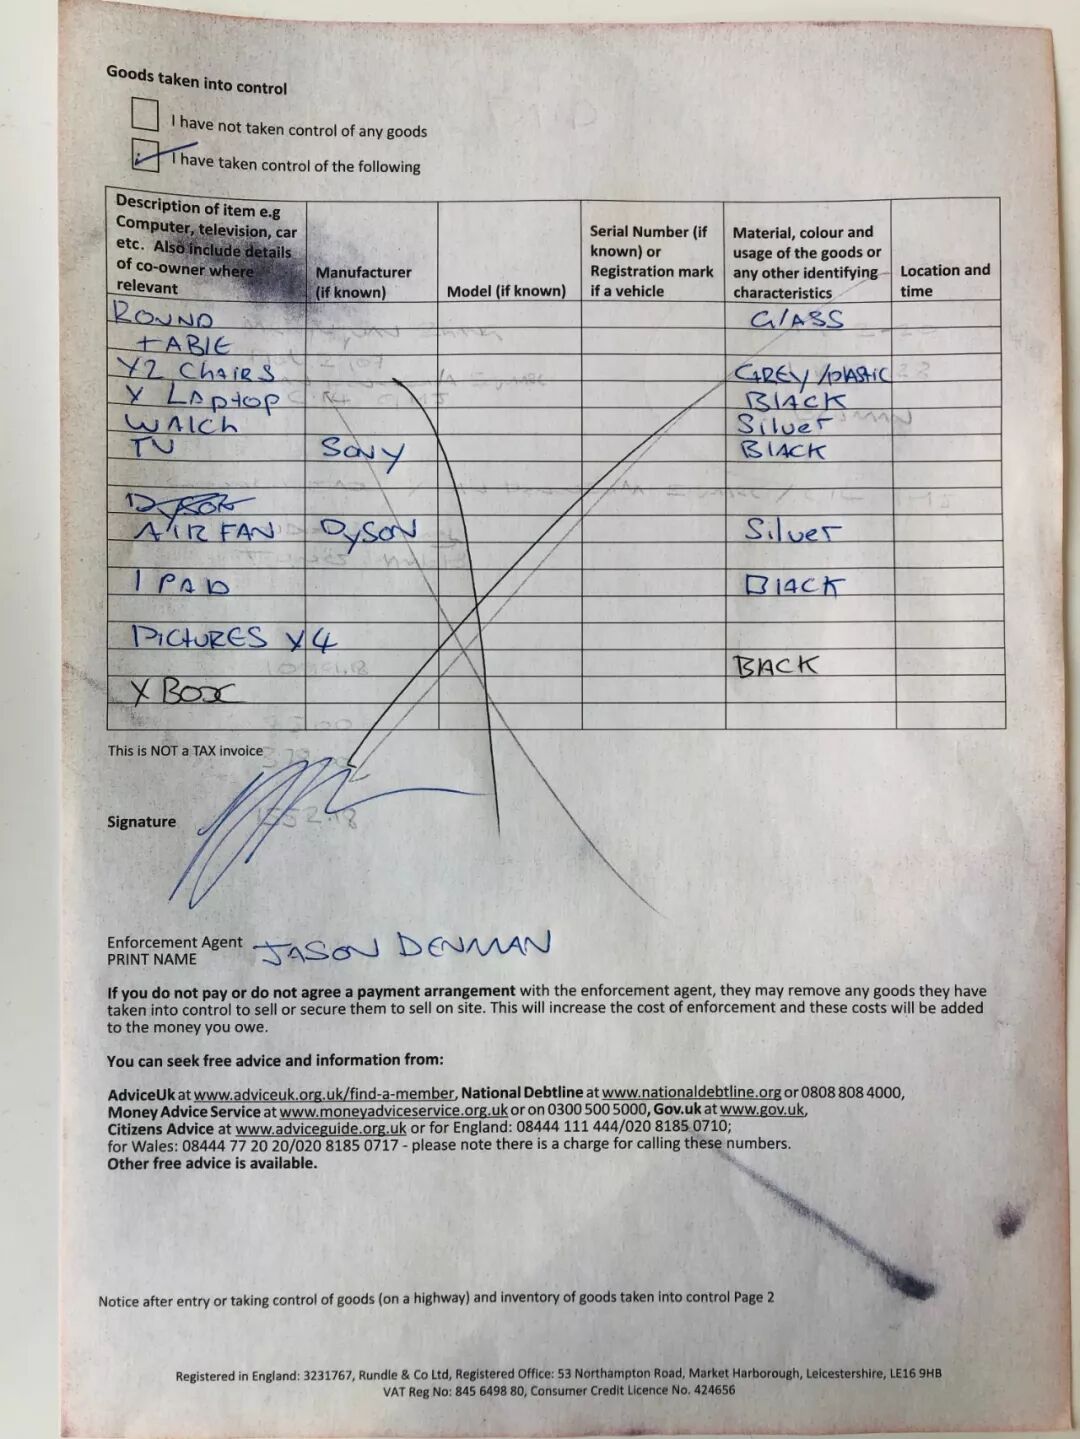 Goods taken into control
I have not taken control of any goods
I have taken control of the following
Description of item e.g
Computer, television, car
etc. Also include details
of co-owner where
relevant
Manufacturer
(if known)
Model (if known)
Serial Number (if
known) or
Registration mark
if a vehicle
Material, colour and
usage of the goods or
any other identifying
characteristics
Location and
time
ROUND GLASS
TABLE
X2 CHAIRS GREY/PLASTIC
X LAPTOP BLACK
WATCH Silver
TV SONY BLACK
AIR FAN DYSON Silver
I PAD BLACK
PICTURES X4
BACK
X BOX
This is NOT a TAX invoice
Signature
Enforcement Agent JASON DENMAN
PRINT NAME
If you do not pay or do not agree a payment arrangement with the enforcement agent, they may remove any goods they have
taken into control to sell or secure them to sell on site. This will increase the cost of enforcement and these costs will be added
to the money you owe.
You can seek free advice and information from:
AdviceUk at www.adviceuk.org.uk/find-a-member, National Debtline at www.nationaldebtline.org or 0808 808 4000,
Money Advice Service at www.moneyadviceservice.org.uk or on 0300 500 5000, Gov.uk at www.gov.uk,
Citizens Advice at www.adviceguide.org.uk or for England: 08444 111 444/020 8185 0710;
for Wales: 08444 77 20 20/020 8185 0717 - please note there is a charge for calling these numbers.
Other free advice is available.
Notice after entry or taking control of goods (on a highway) and inventory of goods taken into control Page 2
Registered in England: 3231767, Rundle & Co Ltd, Registered Office: 53 Northampton Road, Market Harborough, Leicestershire, LE16 9HB
VAT Reg No: 845 6498 80, Consumer Credit Licence No. 424656